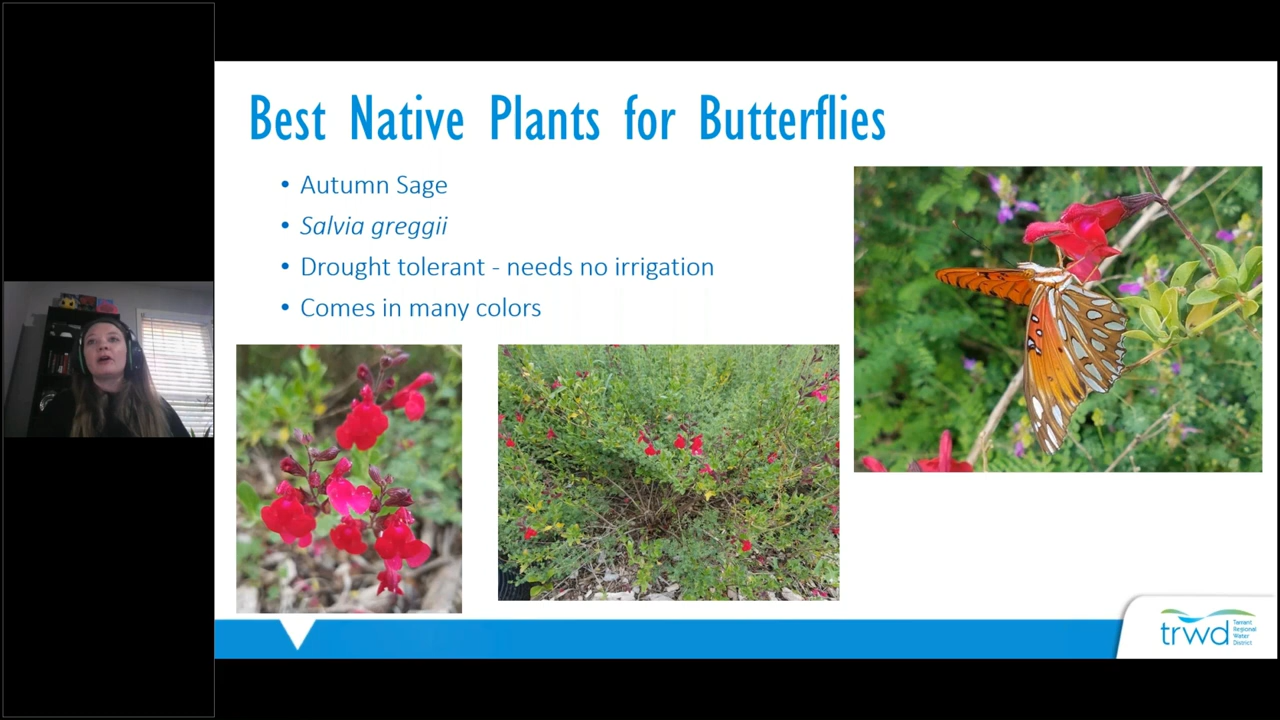 Best Native Plants for Butterflies
• Autumn Sage
• Salvia greggii
• Drought tolerant - needs no irrigation
• Comes in many colors
trwd
Tarrant
Regional
Water
District